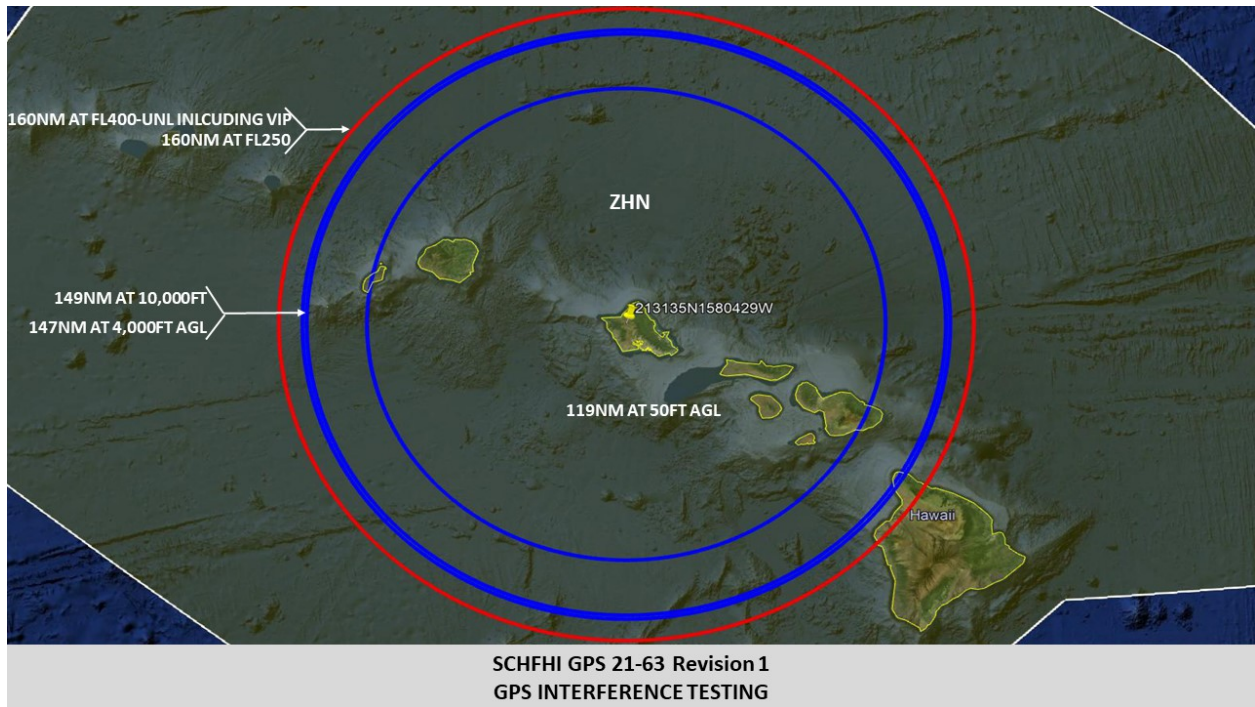 160NM AT FL400-UNL INLCUDING VIP
160NM AT FL250
ZHN
149NM AT 10,000FT
147NM AT 4,000FT AGL
213135N1580429W
119NM AT 50FT AGL
Hawaii
SCHFHI GPS 21-63 Revision 1
GPS INTERFERENCE TESTING